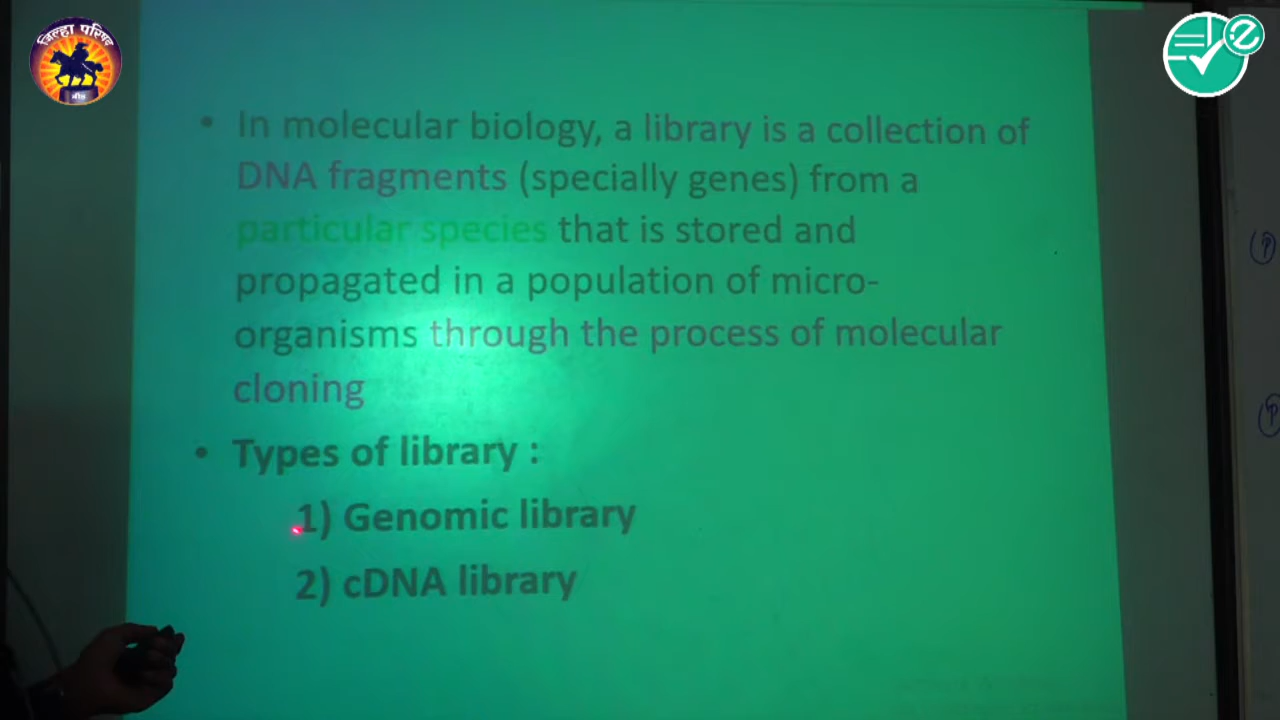 जिल्हा परिषद
बीड
• In molecular biology, a library is a collection of
DNA fragments (specially genes) from a
particular species that is stored and
propagated in a population of micro-
organisms through the process of molecular
cloning
• Types of library :
1) Genomic library
2) cDNA library